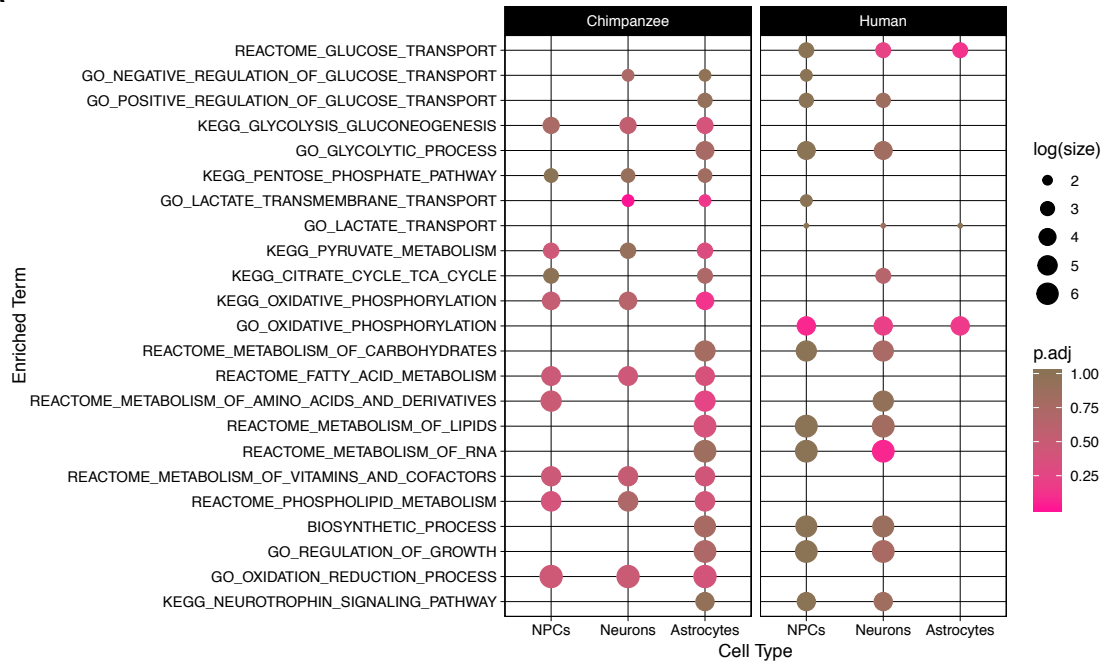 Chimpanzee
Human
REACTOME_GLUCOSE_TRANSPORT
GO_NEGATIVE_REGULATION_OF_GLUCOSE_TRANSPORT
GO_POSITIVE_REGULATION_OF_GLUCOSE_TRANSPORT
KEGG_GLYCOLYSIS_GLUCONEOGENESIS
GO_GLYCOLYTIC_PROCESS
KEGG_PENTOSE_PHOSPHATE_PATHWAY
GO_LACTATE_TRANSMEMBRANE_TRANSPORT
GO_LACTATE_TRANSPORT
KEGG_PYRUVATE_METABOLISM
KEGG_CITRATE_CYCLE_TCA_CYCLE
KEGG_OXIDATIVE_PHOSPHORYLATION
GO_OXIDATIVE_PHOSPHORYLATION
REACTOME_METABOLISM_OF_CARBOHYDRATES
REACTOME_FATTY_ACID_METABOLISM
REACTOME_METABOLISM_OF_AMINO_ACIDS_AND_DERIVATIVES
REACTOME_METABOLISM_OF_LIPIDS
REACTOME_METABOLISM_OF_RNA
REACTOME_METABOLISM_OF_VITAMINS_AND_COFACTORS
REACTOME_PHOSPHOLIPID_METABOLISM
BIOSYNTHETIC_PROCESS
GO_REGULATION_OF_GROWTH
GO_OXIDATION_REDUCTION_PROCESS
KEGG_NEUROTROPHIN_SIGNALING_PATHWAY
Enriched Term
NPCs Neurons Astrocytes
NPCs Neurons Astrocytes
Cell Type
log(size)
2
3
4
5
6
p.adj
1.00
0.75
0.50
0.25